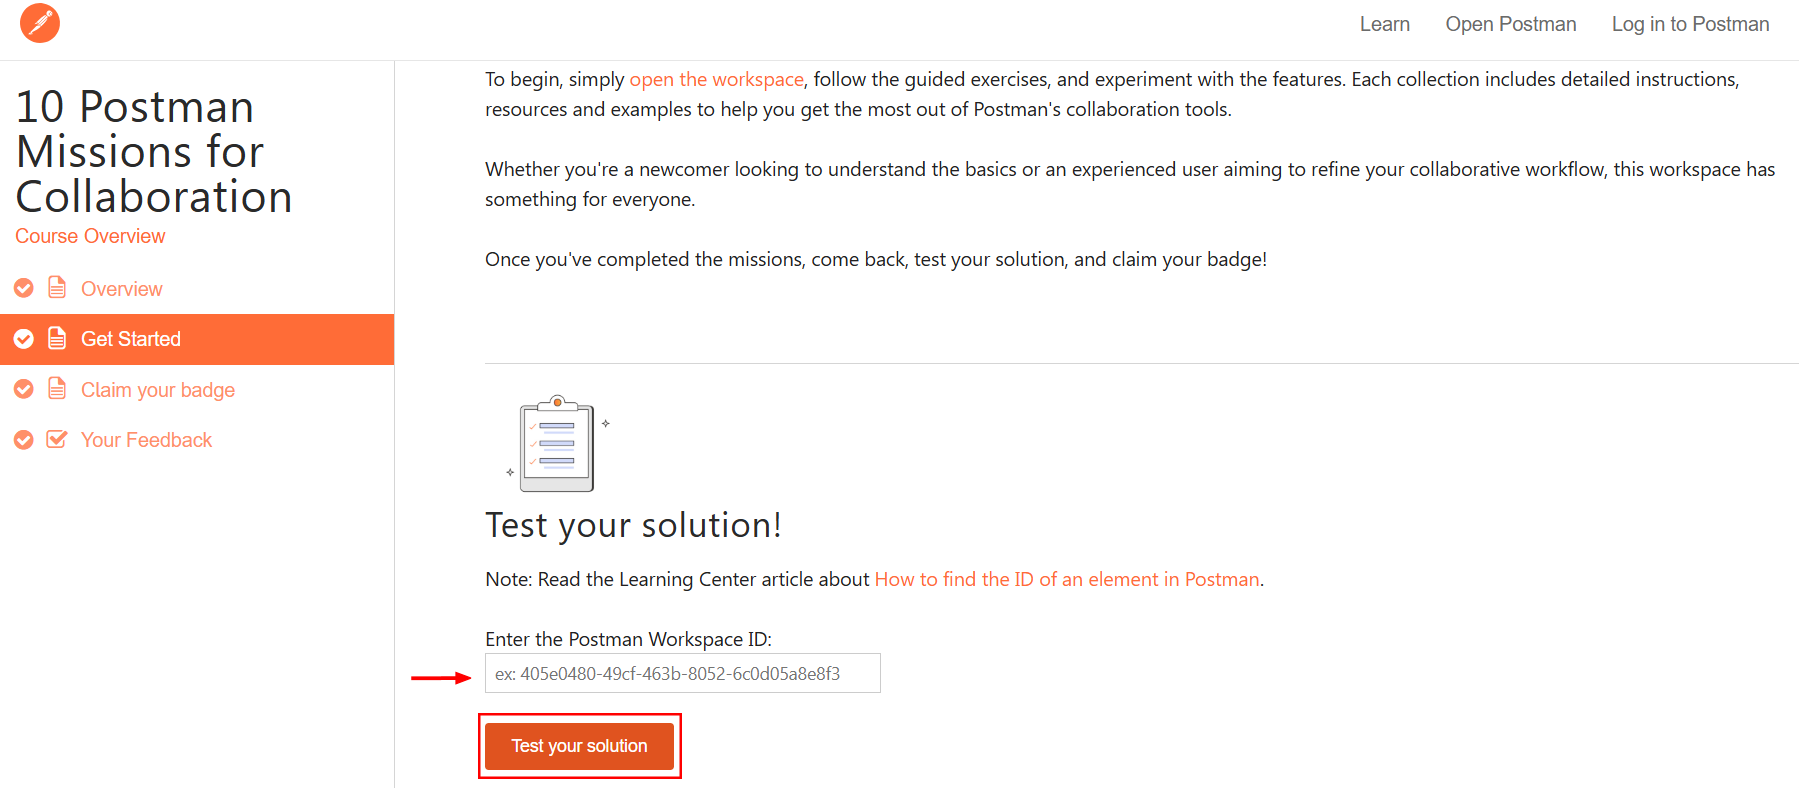 Learn Open Postman Log in to Postman
10 Postman
Missions for
Collaboration
Course Overview
Overview
Get Started
Claim your badge
Your Feedback
To begin, simply open the workspace, follow the guided exercises, and experiment with the features. Each collection includes detailed instructions,
resources and examples to help you get the most out of Postman's collaboration tools.
Whether you're a newcomer looking to understand the basics or an experienced user aiming to refine your collaborative workflow, this workspace has
something for everyone.
Once you've completed the missions, come back, test your solution, and claim your badge!
Test your solution!
Note: Read the Learning Center article about How to find the ID of an element in Postman.
Enter the Postman Workspace ID:
ex: 405e0480-49cf-463b-8052-6c0d05a8e8f3
Test your solution